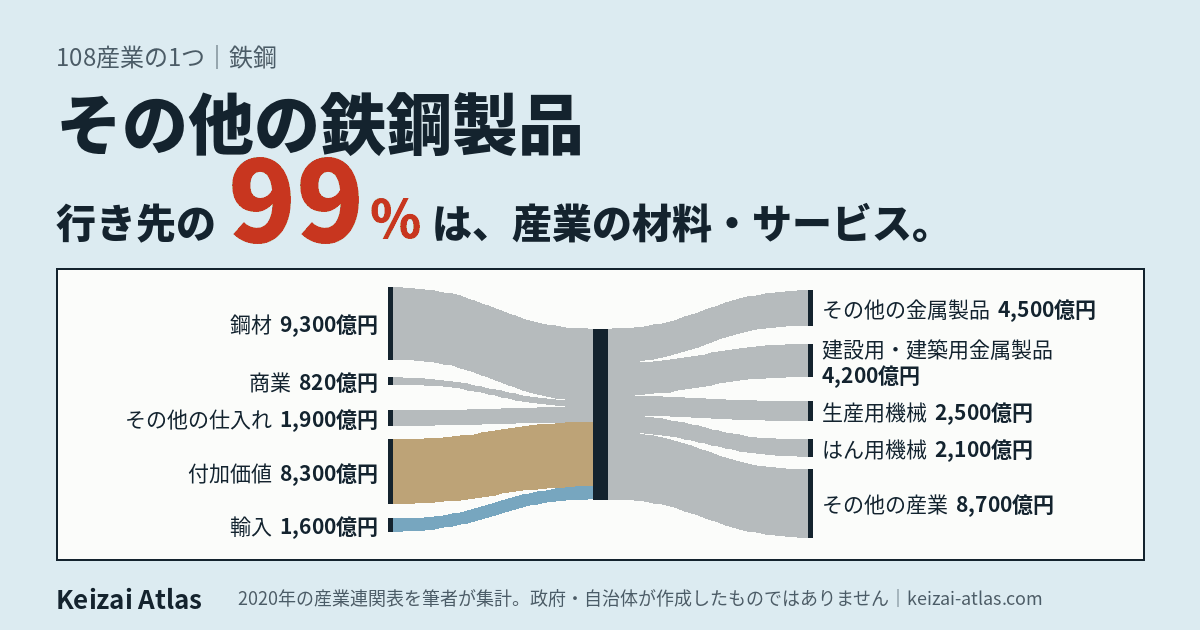 108産業の1つ｜鉄鋼
その他の鉄鋼製品
行き先の 99% は、産業の材料・サービス。
鋼材 9,300億円
商業 820億円
その他の仕入れ 1,900億円
付加価値 8,300億円
輸入 1,600億円
その他の金属製品 4,500億円
建設用・建築用金属製品
4,200億円
生産用機械 2,500億円
はん用機械 2,100億円
その他の産業 8,700億円
Keizai Atlas
2020年の産業連関表を筆者が集計。政府・自治体が作成したものではありません｜keizai-atlas.com